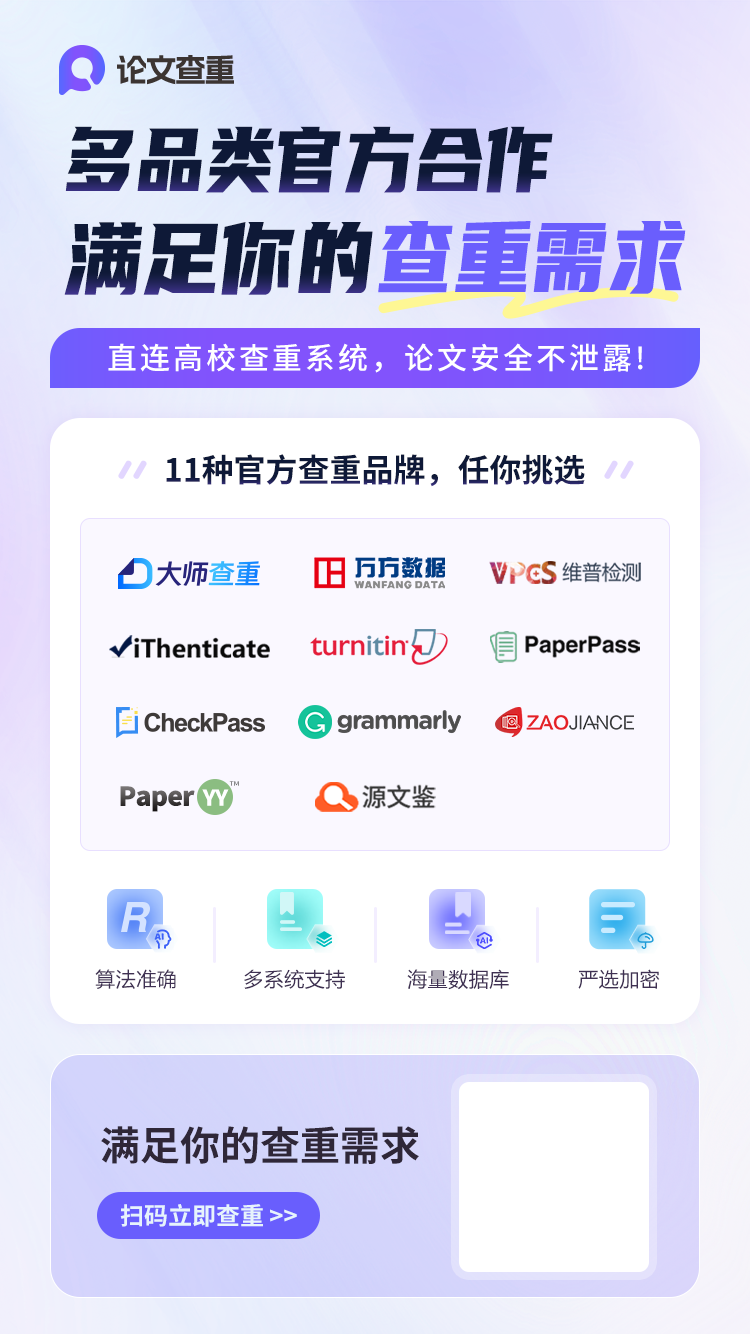 论文查重
多品类官方合作
满足你的查重需求
直连高校查重系统，论文安全不泄露！
11种官方查重品牌，任你挑选
大师查重
万方数据
WANFANG DATA
VPCS 维普检测
iThenticate
turnitin
PaperPass
CheckPass
grammarly
ZAOJIANCE
Paper YY™
源文鉴
R
AI
AI
算法准确
多系统支持
海量数据库
严选加密
满足你的查重需求
扫码立即查重 >>